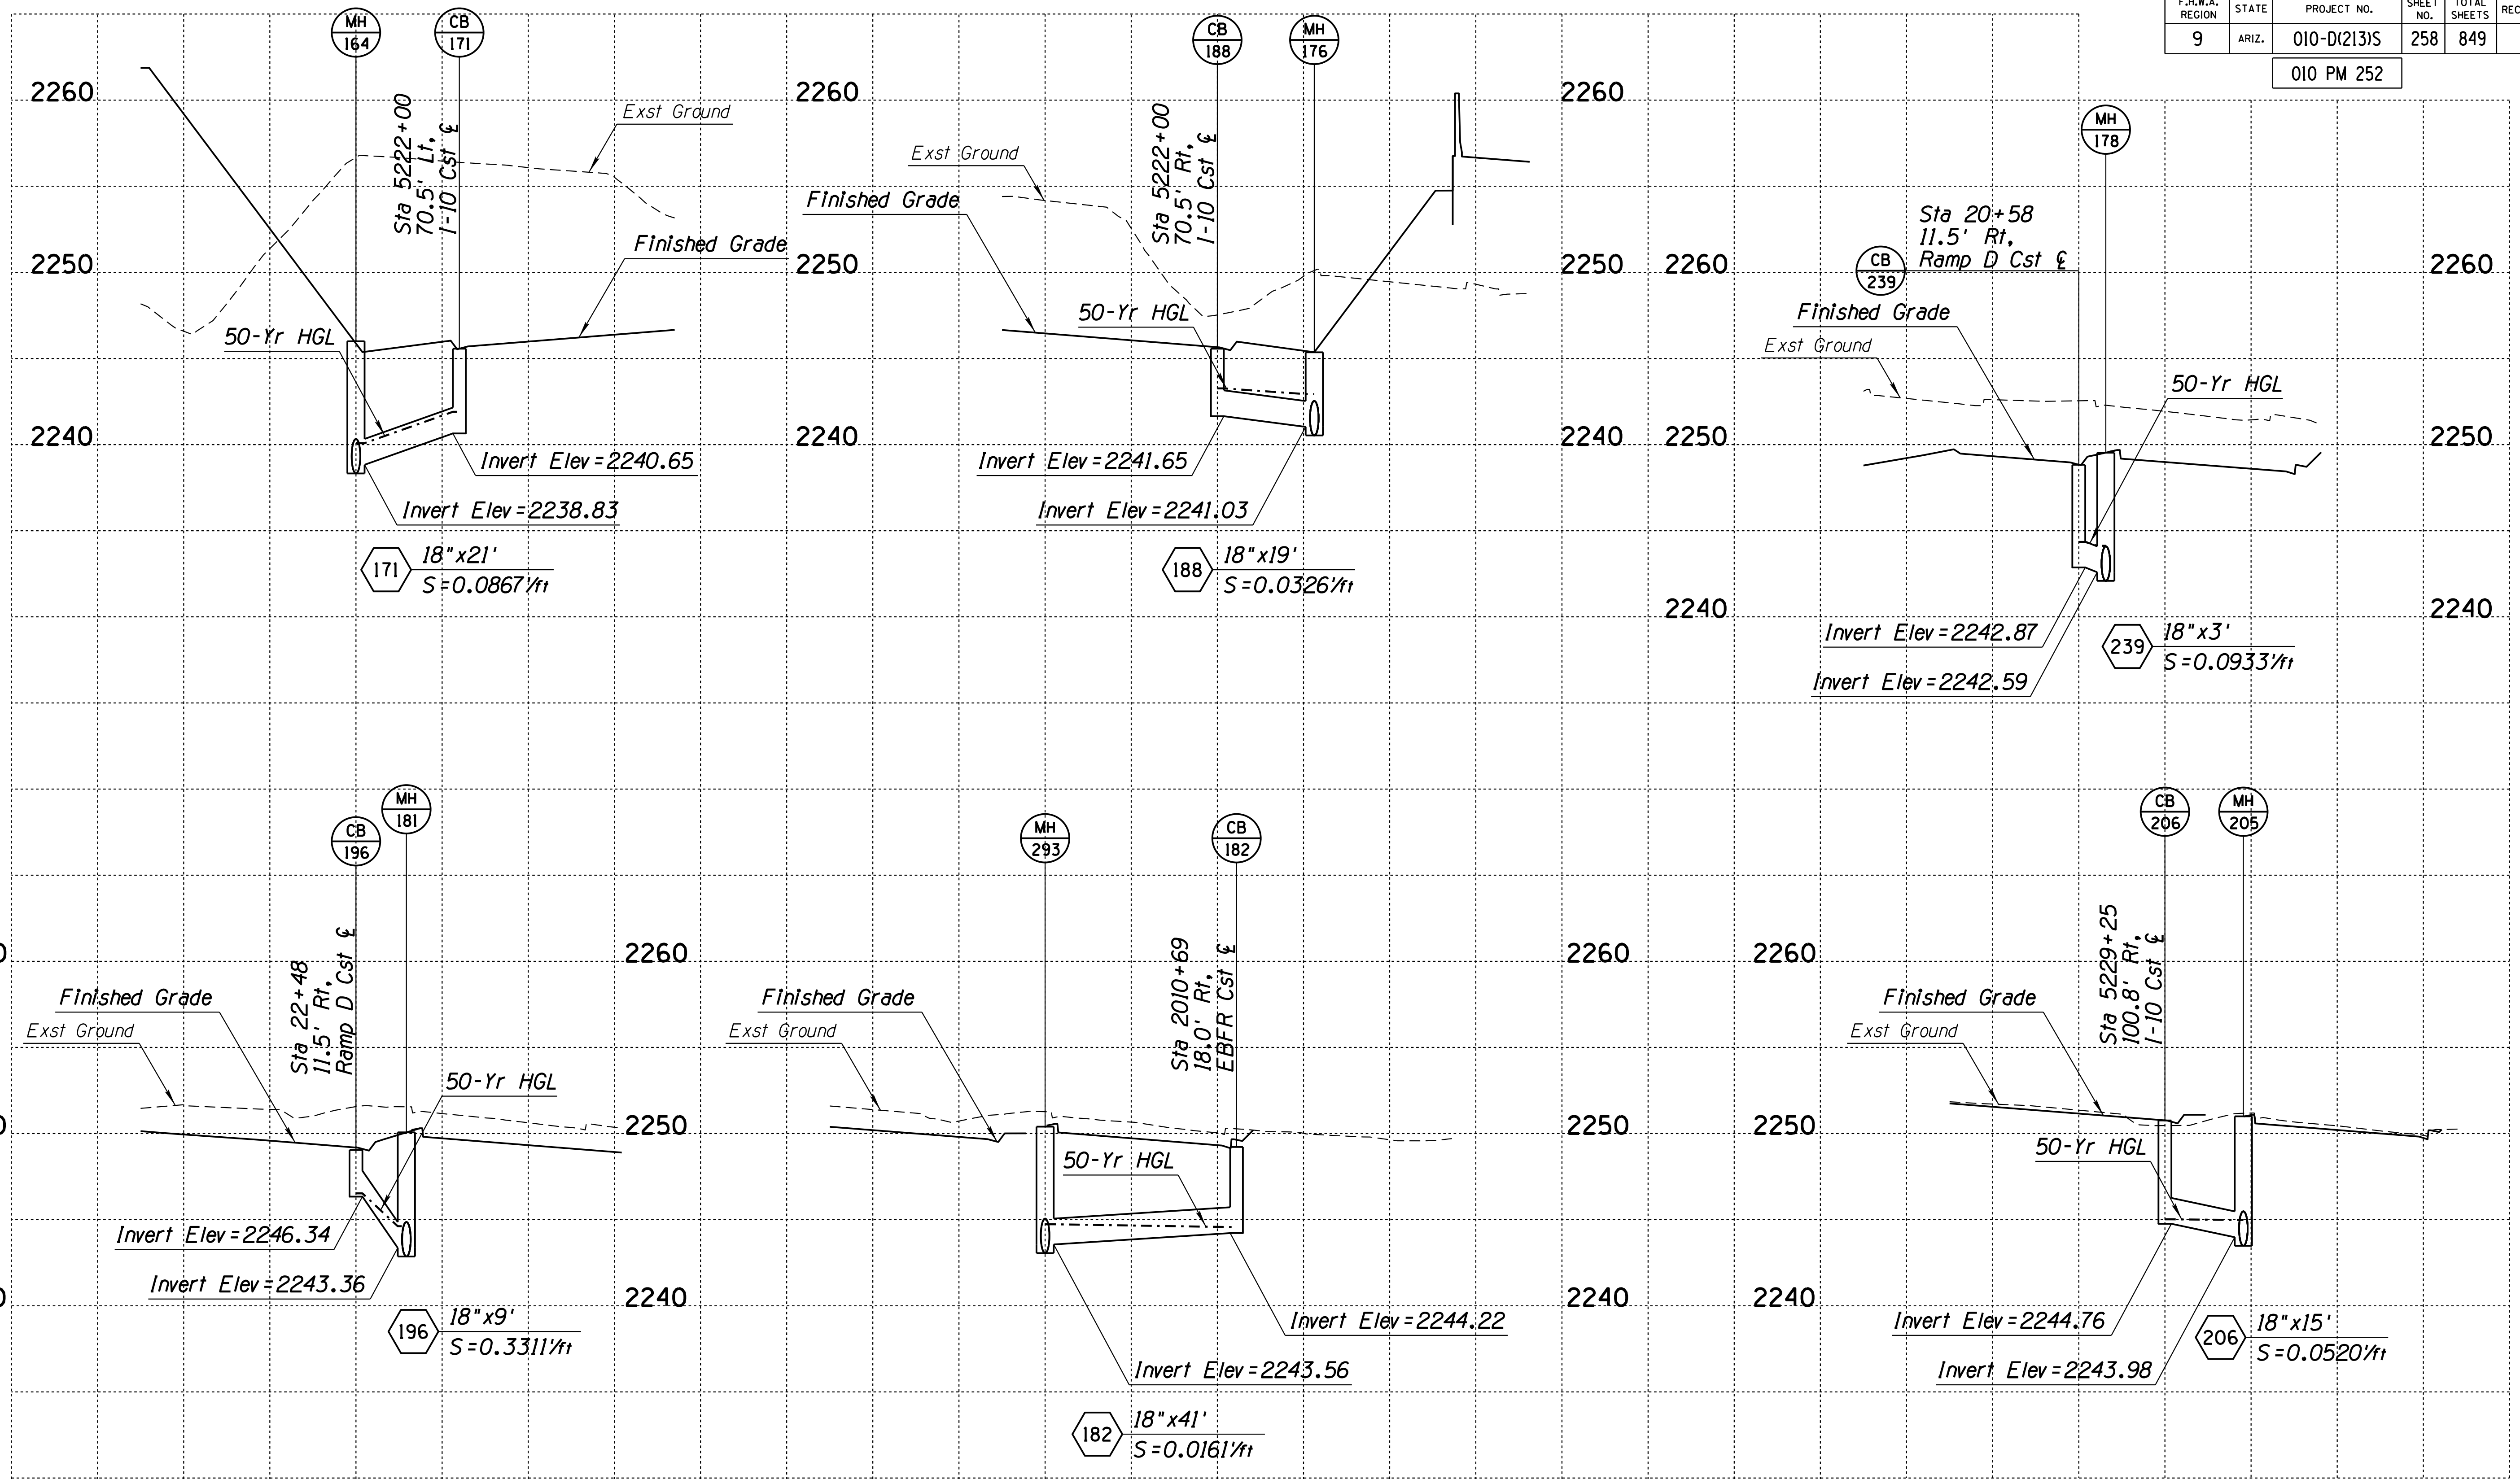 F.H.W.A. REGION
STATE
PROJECT NO.
SHEET NO.
TOTAL SHEETS
9
ARIZ.
010-D(213)S
258
849
010 PM 252
MH 164
CB 171
2260
Sta 5222+00
70.5' Lt,
I-10 Cst ℄
Exst Ground
Finished Grade
2250
50-Yr HGL
2240
Invert Elev=2240.65
Invert Elev=2238.83
171
18"x21'
S=0.0867'/ft
CB 188
MH 176
2260
2260
Exst Ground
Sta 5222+00
70.5' Rt,
I-10 Cst ℄
Finished Grade
2250
2250
50-Yr HGL
2240
2240
Invert Elev=2241.65
Invert Elev=2241.03
188
18"x19'
S=0.0326'/ft
MH 178
Sta 20+58
11.5' Rt,
Ramp D Cst ℄
CB 239
2260
2260
Finished Grade
Exst Ground
50-Yr HGL
2250
2250
2240
2240
Invert Elev=2242.87
Invert Elev=2242.59
239
18"x3'
S=0.0933'/ft
MH 181
CB 196
Sta 22+48
11.5' Rt,
Ramp D Cst ℄
Finished Grade
Exst Ground
50-Yr HGL
Invert Elev=2246.34
Invert Elev=2243.36
196
18"x9'
S=0.3311'/ft
MH 293
CB 182
2260
2260
Sta 2010+69
18.0' Rt,
EBFR Cst ℄
Finished Grade
Exst Ground
2250
2250
50-Yr HGL
2240
2240
Invert Elev=2244.22
Invert Elev=2243.56
182
18"x41'
S=0.0161'/ft
CB 206
MH 205
2260
Sta 5229+25
100.8' Rt,
I-10 Cst ℄
Finished Grade
Exst Ground
2250
50-Yr HGL
2240
Invert Elev=2244.76
Invert Elev=2243.98
206
18"x15'
S=0.0520'/ft